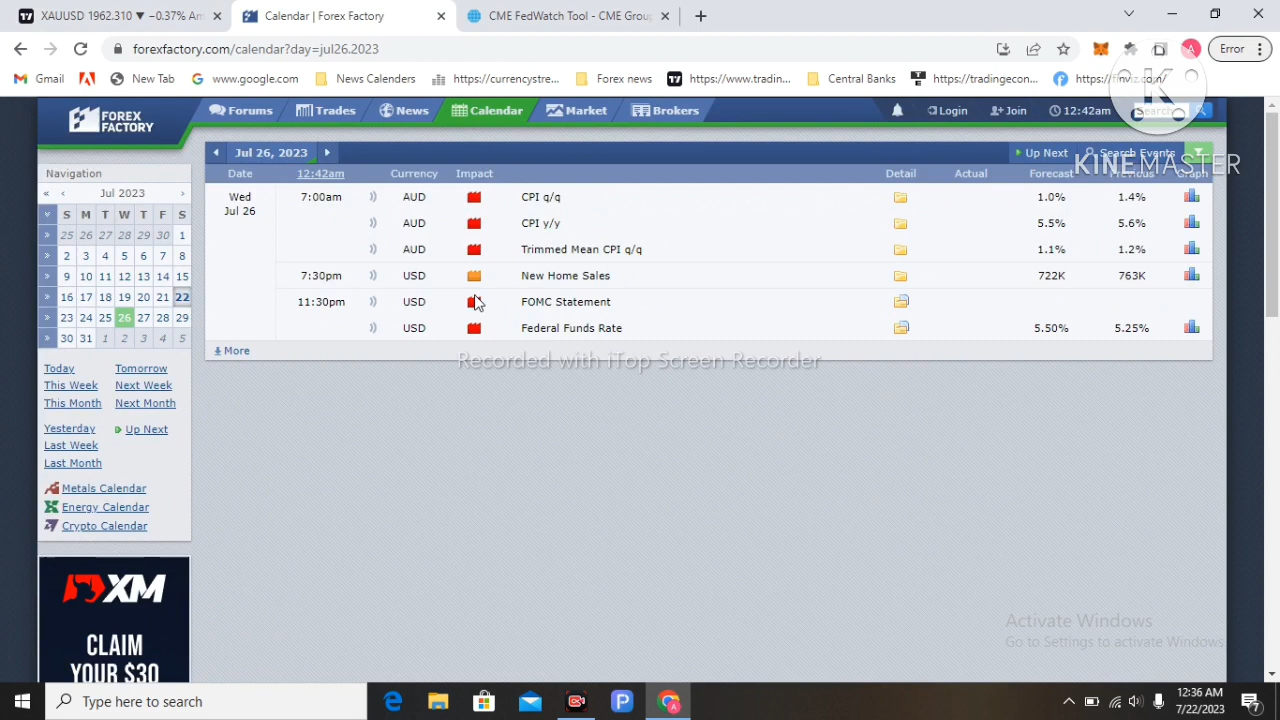 XAUUSD 1962.310 ▼ −0.37% Am
Calendar | Forex Factory
CME FedWatch Tool - CME Group
forexfactory.com/calendar?day=jul26.2023
Error
Gmail
New Tab
www.google.com
News Calenders
https://currencystre...
Forex news
https://www.tradin...
Central Banks
https://tradingecon...
https://finviz.com/
K
KINEMASTER
FOREX
FACTORY
Forums
Trades
News
Calendar
Market
Brokers
Login
Join
12:42am
Search
Navigation
« ‹ Jul 2023 ›
S M T W T F S
25 26 27 28 29 30 1
2 3 4 5 6 7 8
9 10 11 12 13 14 15
16 17 18 19 20 21 22
23 24 25 26 27 28 29
30 31 1 2 3 4 5
Today Tomorrow
This Week Next Week
This Month Next Month
Yesterday Up Next
Last Week
Last Month
Metals Calendar
Energy Calendar
Crypto Calendar
XM
CLAIM
YOUR $30
Jul 26, 2023
Up Next
Search Events
Date 12:42am Currency Impact Detail Actual Forecast Previous Graph
Wed
Jul 26
7:00am AUD CPI q/q 1.0% 1.4%
AUD CPI y/y 5.5% 5.6%
AUD Trimmed Mean CPI q/q 1.1% 1.2%
7:30pm USD New Home Sales 722K 763K
11:30pm USD FOMC Statement
USD Federal Funds Rate 5.50% 5.25%
More
Recorded with iTop Screen Recorder
Activate Windows
Go to Settings to activate Windows.
Type here to search
12:36 AM
7/22/2023
7